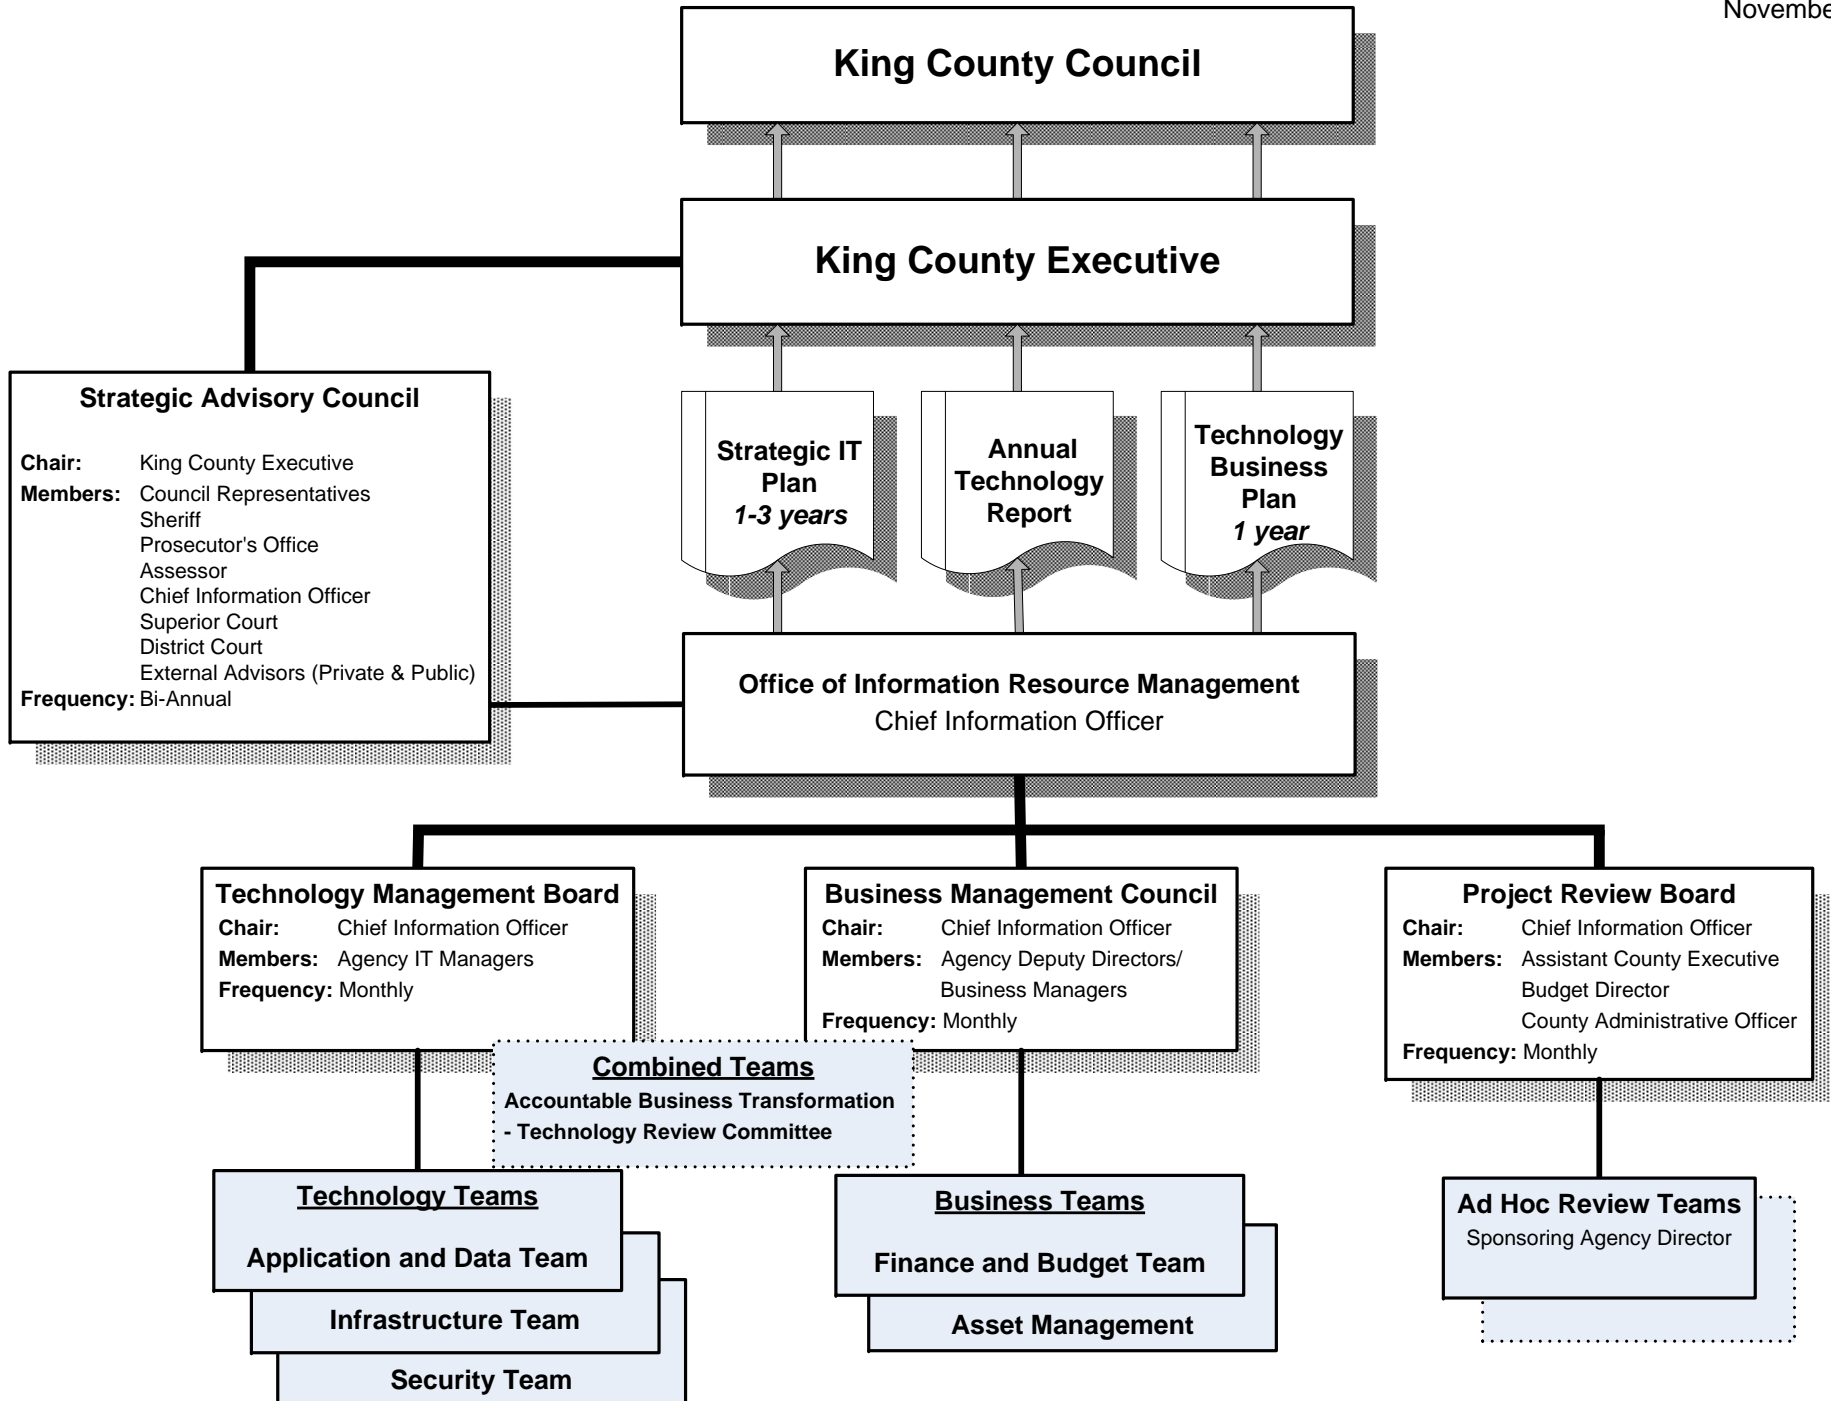 Novembe
King County Council
King County Executive
Strategic Advisory Council
Chair: King County Executive
Members: Council Representatives
Sheriff
Prosecutor's Office
Assessor
Chief Information Officer
Superior Court
District Court
External Advisors (Private & Public)
Frequency: Bi-Annual
Strategic IT
Plan
1-3 years
Annual
Technology
Report
Technology
Business
Plan
1 year
Office of Information Resource Management
Chief Information Officer
Technology Management Board
Chair: Chief Information Officer
Members: Agency IT Managers
Frequency: Monthly
Business Management Council
Chair: Chief Information Officer
Members: Agency Deputy Directors/
Business Managers
Frequency: Monthly
Project Review Board
Chair: Chief Information Officer
Members: Assistant County Executive
Budget Director
County Administrative Officer
Frequency: Monthly
Combined Teams
Accountable Business Transformation
- Technology Review Committee
Technology Teams
Application and Data Team
Infrastructure Team
Security Team
Business Teams
Finance and Budget Team
Asset Management
Ad Hoc Review Teams
Sponsoring Agency Director